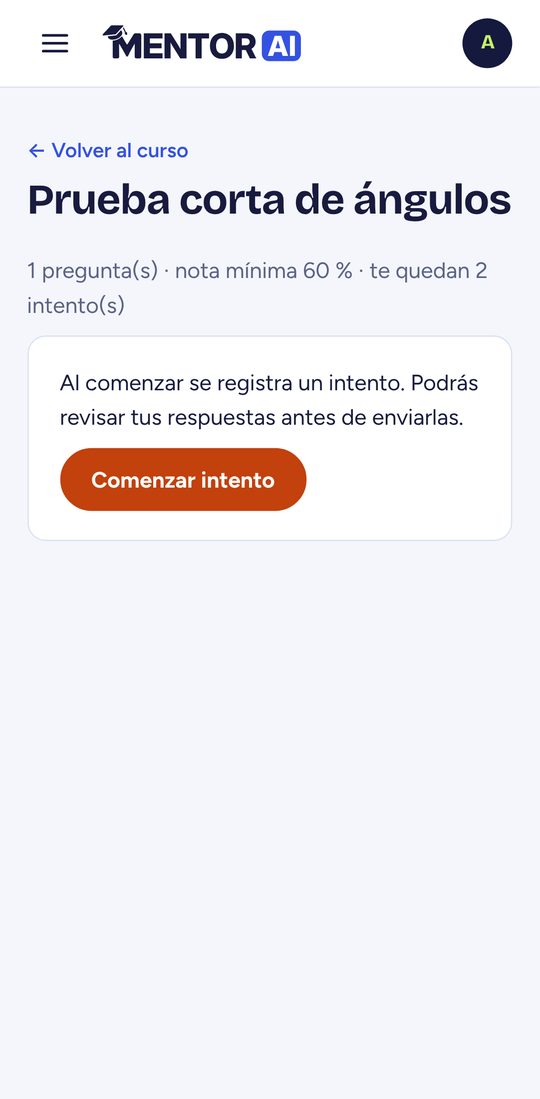 MENTOR AI
A
← Volver al curso
Prueba corta de ángulos
1 pregunta(s) · nota mínima 60 % · te quedan 2
intento(s)
Al comenzar se registra un intento. Podrás
revisar tus respuestas antes de enviarlas.
Comenzar intento